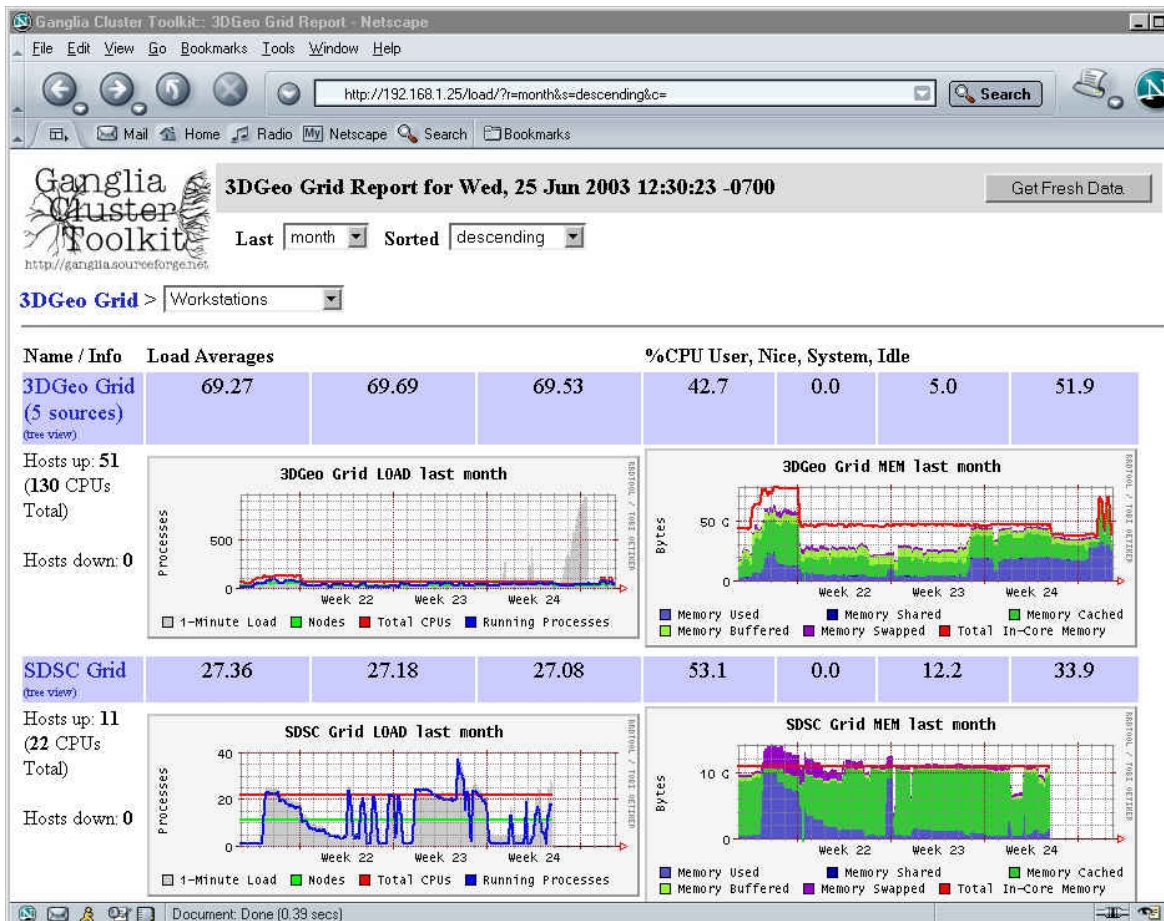 Ganglia Cluster Toolkit:: 3DGeo Grid Report - Netscape
File Edit View Go Bookmarks Tools Window Help
http://192.168.1.25/load/?r=month&s=descending&c=
Search
Mail Home Radio My Netscape Search Bookmarks
Ganglia
Cluster
Toolkit
http://ganglia.sourceforge.net
3DGeo Grid Report for Wed, 25 Jun 2003 12:30:23 -0700
Get Fresh Data
Last month Sorted descending
3DGeo Grid > Workstations
Name / Info Load Averages %CPU User, Nice, System, Idle
3DGeo Grid
(5 sources)
(tree view)
69.27 69.69 69.53 42.7 0.0 5.0 51.9
Hosts up: 51
(130 CPUs
Total)
Hosts down: 0
3DGeo Grid LOAD last month
Processes
500
0
Week 22 Week 23 Week 24
1-Minute Load Nodes Total CPUs Running Processes
RRDTOOL / TOBI OETIKER
3DGeo Grid MEM last month
Bytes
50 G
0
Week 22 Week 23 Week 24
Memory Used Memory Shared Memory Cached
Memory Buffered Memory Swapped Total In-Core Memory
RRDTOOL / TOBI OETIKER
SDSC Grid
(tree view)
27.36 27.18 27.08 53.1 0.0 12.2 33.9
Hosts up: 11
(22 CPUs
Total)
Hosts down: 0
SDSC Grid LOAD last month
Processes
40
20
0
Week 22 Week 23 Week 24
1-Minute Load Nodes Total CPUs Running Processes
RRDTOOL / TOBI OETIKER
SDSC Grid MEM last month
Bytes
10 G
0
Week 22 Week 23 Week 24
Memory Used Memory Shared Memory Cached
Memory Buffered Memory Swapped Total In-Core Memory
RRDTOOL / TOBI OETIKER
Document: Done (0.39 secs)